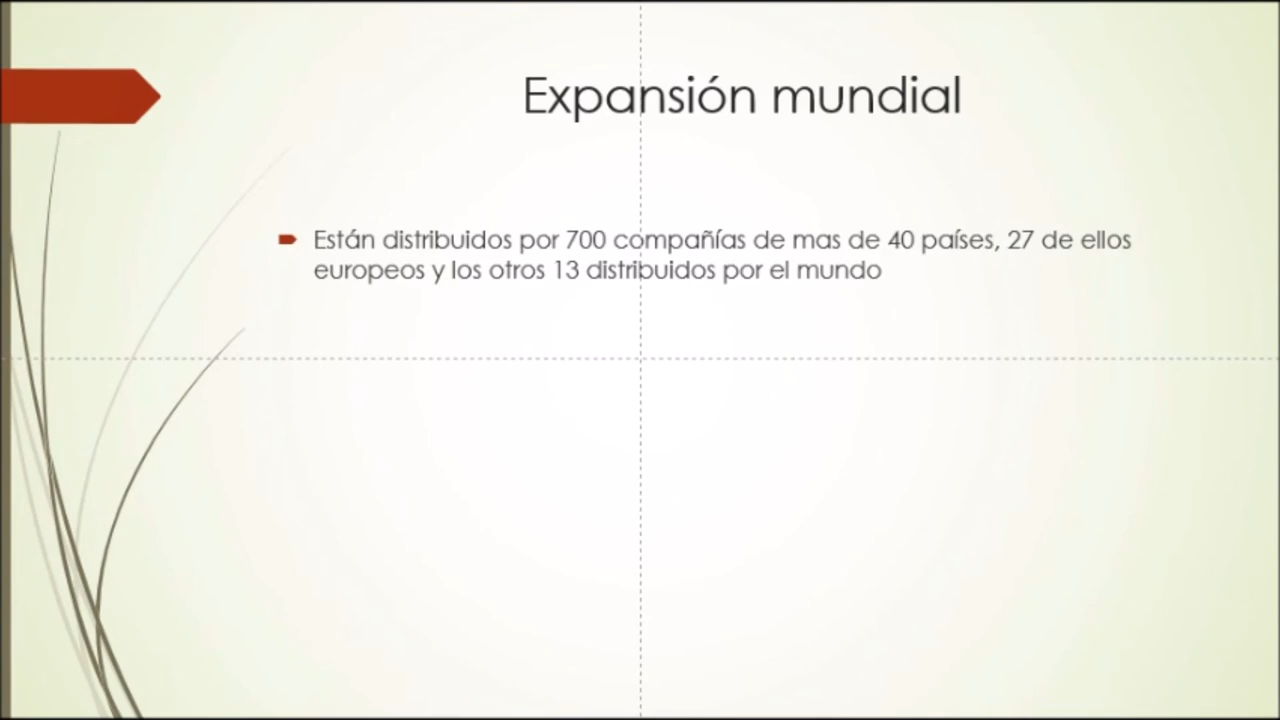 Expansión mundial
Están distribuidos por 700 compañías de mas de 40 países, 27 de ellos
europeos y los otros 13 distribuidos por el mundo